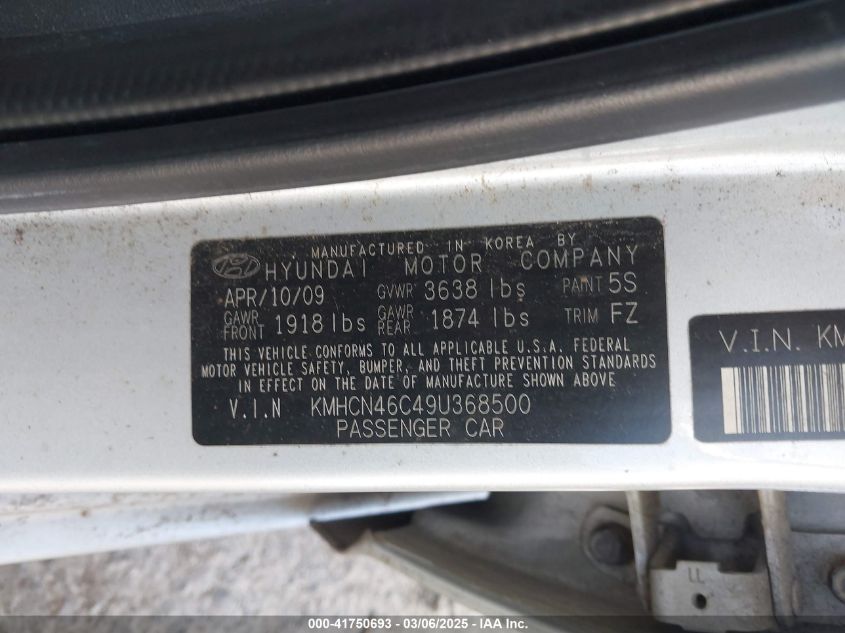 MANUFACTURED IN KOREA BY
HYUNDAI MOTOR COMPANY
APR/10/09 GVWR 3638 lbs PAINT 5S
GAWR FRONT 1918 lbs GAWR REAR 1874 lbs TRIM FZ
THIS VEHICLE CONFORMS TO ALL APPLICABLE U.S.A. FEDERAL
MOTOR VEHICLE SAFETY, BUMPER, AND THEFT PREVENTION STANDARDS
IN EFFECT ON THE DATE OF MANUFACTURE SHOWN ABOVE
V.I.N KMHCN46C49U368500
PASSENGER CAR
V.I.N. KM
LL
000-41750693 - 03/06/2025 - IAA Inc.